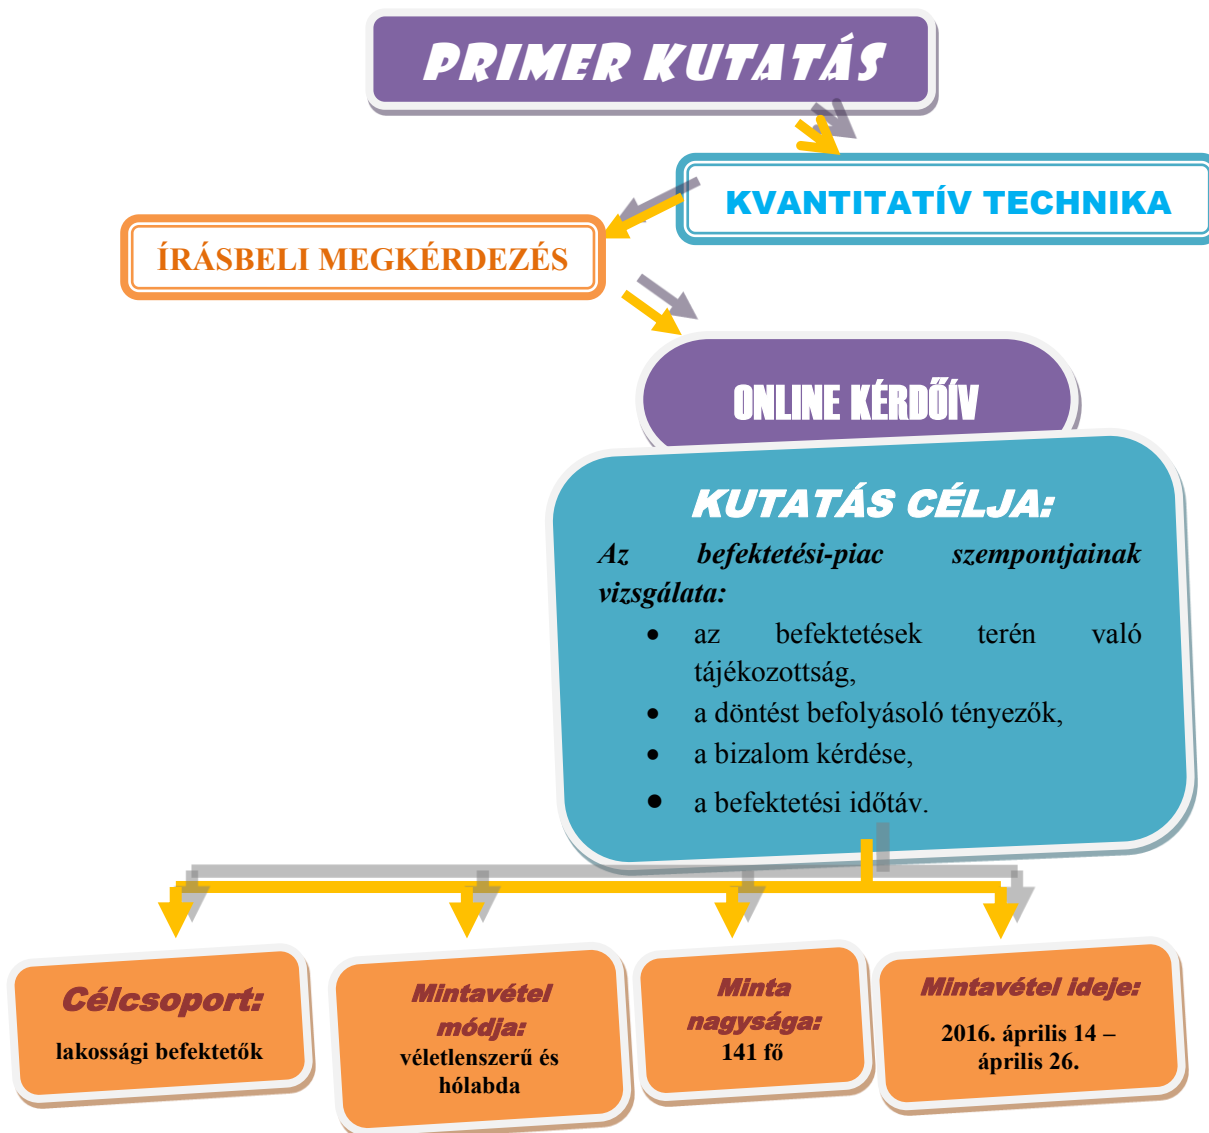 PRIMER KUTATÁS
KVANTITATÍV TECHNIKA
ÍRÁSBELI MEGKÉRDEZÉS
ONLINE KÉRDŐÍV
KUTATÁS CÉLJA:
Az befektetési-piac szempontjainak
vizsgálata:
• az befektetések terén való
tájékozottság,
• a döntést befolyásoló tényezők,
• a bizalom kérdése,
• a befektetési időtáv.
Célcsoport:
lakossági befektetők
Mintavétel
módja:
véletlenszerű és
hólabda
Minta
nagysága:
141 fő
Mintavétel ideje:
2016. április 14 –
április 26.